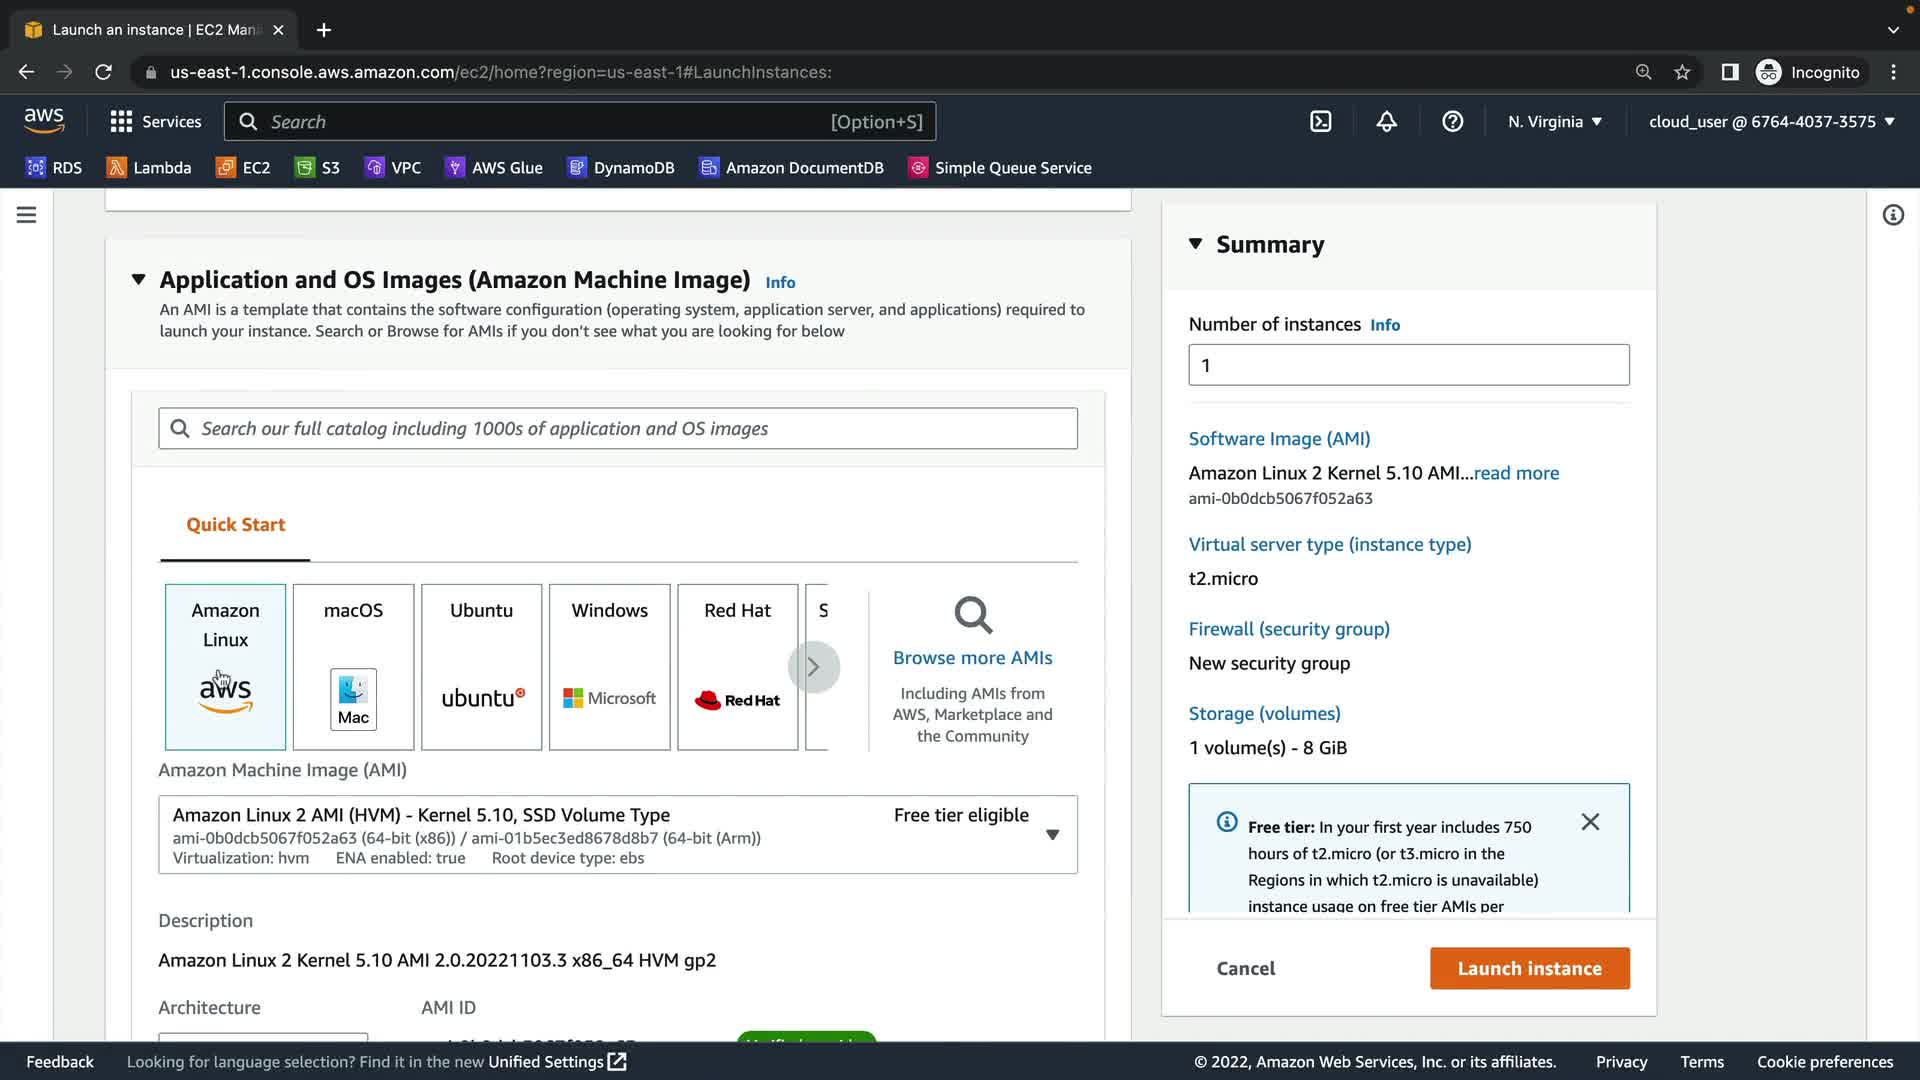 Launch an instance | EC2 Man
us-east-1.console.aws.amazon.com/ec2/home?region=us-east-1#LaunchInstances:
Incognito
aws
Services
Search
[Option+S]
N. Virginia
cloud_user @ 6764-4037-3575
RDS
Lambda
EC2
S3
VPC
AWS Glue
DynamoDB
Amazon DocumentDB
Simple Queue Service
Application and OS Images (Amazon Machine Image) Info
An AMI is a template that contains the software configuration (operating system, application server, and applications) required to
launch your instance. Search or Browse for AMIs if you don't see what you are looking for below
Search our full catalog including 1000s of application and OS images
Quick Start
Amazon
Linux
aws
macOS
Mac
Ubuntu
ubuntu
Windows
Microsoft
Red Hat
Red Hat
S
Browse more AMIs
Including AMIs from
AWS, Marketplace and
the Community
Amazon Machine Image (AMI)
Amazon Linux 2 AMI (HVM) - Kernel 5.10, SSD Volume Type
Free tier eligible
ami-0b0dcb5067f052a63 (64-bit (x86)) / ami-01b5ec3ed8678d8b7 (64-bit (Arm))
Virtualization: hvm ENA enabled: true Root device type: ebs
Description
Amazon Linux 2 Kernel 5.10 AMI 2.0.20221103.3 x86_64 HVM gp2
Architecture
AMI ID
Summary
Number of instances Info
1
Software Image (AMI)
Amazon Linux 2 Kernel 5.10 AMI...read more
ami-0b0dcb5067f052a63
Virtual server type (instance type)
t2.micro
Firewall (security group)
New security group
Storage (volumes)
1 volume(s) - 8 GiB
Free tier: In your first year includes 750
hours of t2.micro (or t3.micro in the
Regions in which t2.micro is unavailable)
instance usage on free tier AMIs per
Cancel
Launch instance
Feedback
Looking for language selection? Find it in the new Unified Settings
© 2022, Amazon Web Services, Inc. or its affiliates.
Privacy
Terms
Cookie preferences